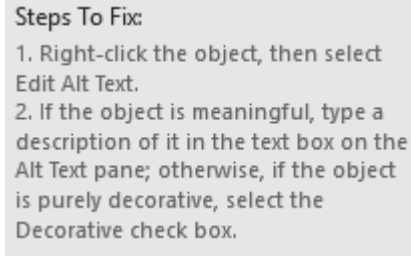 Steps To Fix:
1. Right-click the object, then select
Edit Alt Text.
2. If the object is meaningful, type a
description of it in the text box on the
Alt Text pane; otherwise, if the object
is purely decorative, select the
Decorative check box.